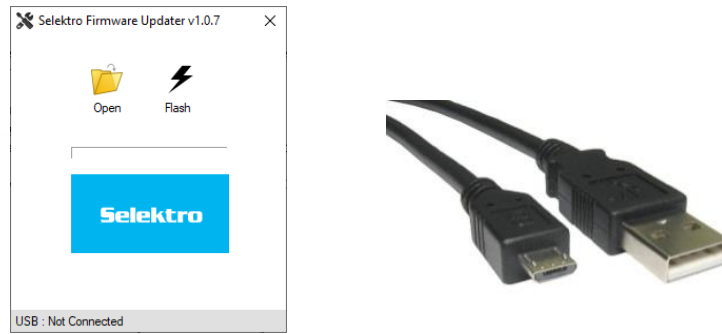 Selektro Firmware Updater v1.0.7
Open
Flash
Selektro
USB : Not Connected